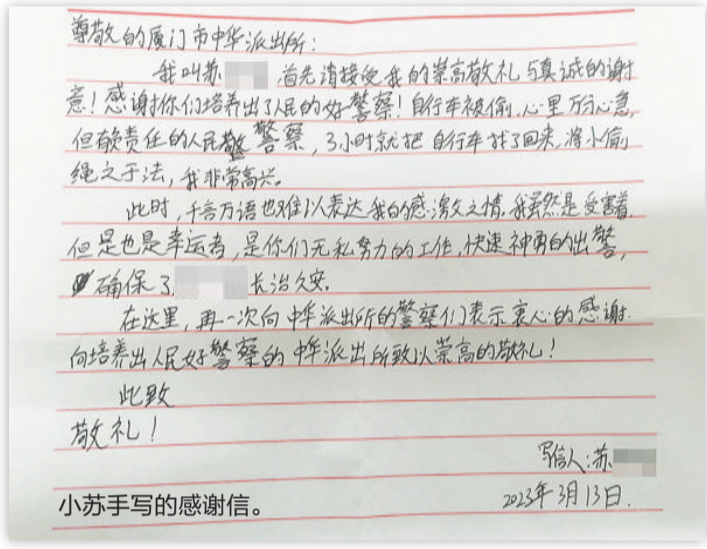 尊敬的厦门市中华派出所：
我叫苏 首先请接受我的崇高敬礼与真诚的谢
意！感谢你们培养出了人民的好警察！自行车被偷，心里万分心急，
但有责任的人民警察，3小时就把自行车找了回来，将小偷
绳之于法，我非常高兴。
此时，千言万语也难以表达我的感激之情。我虽然是受害着，
但是也是幸运者，是你们无私努力的工作，快速神勇的出警，
确保了 长治久安。
在这里，再一次向中华派出所的警察们表示衷心的感谢.
向培养出人民好警察的中华派出所致以崇高的敬礼！
此致
敬礼！
写信人：苏
2023年3月13日.
小苏手写的感谢信。